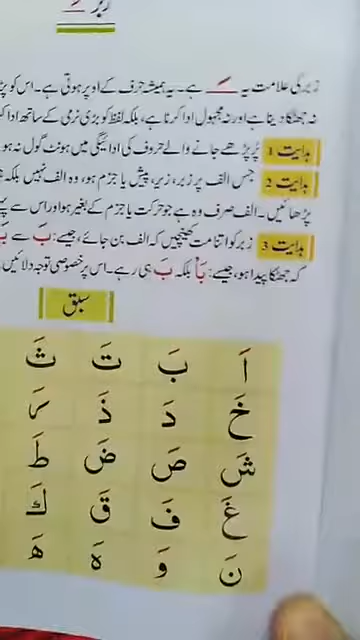 زبر ـَ
زبر کی علامت یہ ـَ ہے۔ یہ ہمیشہ حرف کے اوپر ہوتی ہے۔ اس کو
نہ جھٹکا دینا ہے اور نہ مجہول ادا کرنا ہے، بلکہ لفظ کو بڑی نرمی کے ساتھ ادا
ہدایت 1 پُر پڑھے جانے والے حروف کی ادائیگی میں ہونٹ گول نہ ہو
ہدایت 2 جس الف پر زبر، زیر، پیش یا جزم ہو، وہ الف نہیں بلکہ
پڑھائیں۔ الف صرف وہ ہے جو حرکت یا جزم کے بغیر ہو اور اس سے
ہدایت 3 زبر کو اتنا مت کھینچیں کہ الف بن جائے، جیسے: بَ سے
کہ جھٹکا پیدا ہو، جیسے: بَأ بلکہ بَ ہی رہے۔ اس پر خصوصی توجہ دلائیں
سبق
اَ بَ تَ ثَ
خَ دَ ذَ رَ
شَ صَ ضَ طَ
غَ فَ قَ كَ
نَ وَ هَ ھَ